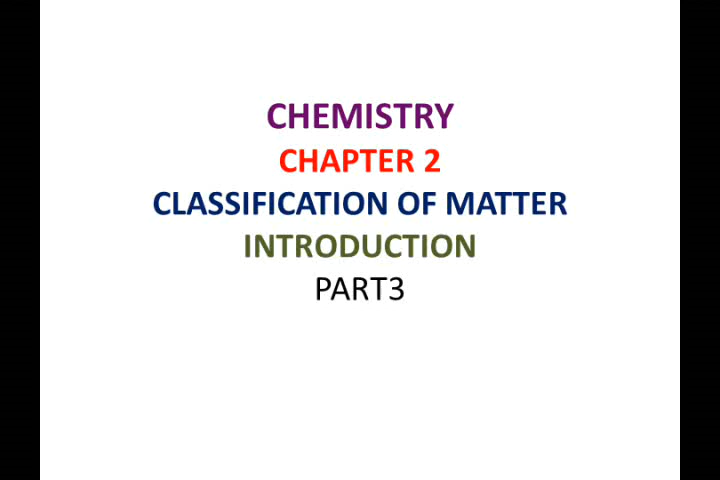 CHEMISTRY
CHAPTER 2
CLASSIFICATION OF MATTER
INTRODUCTION
PART3